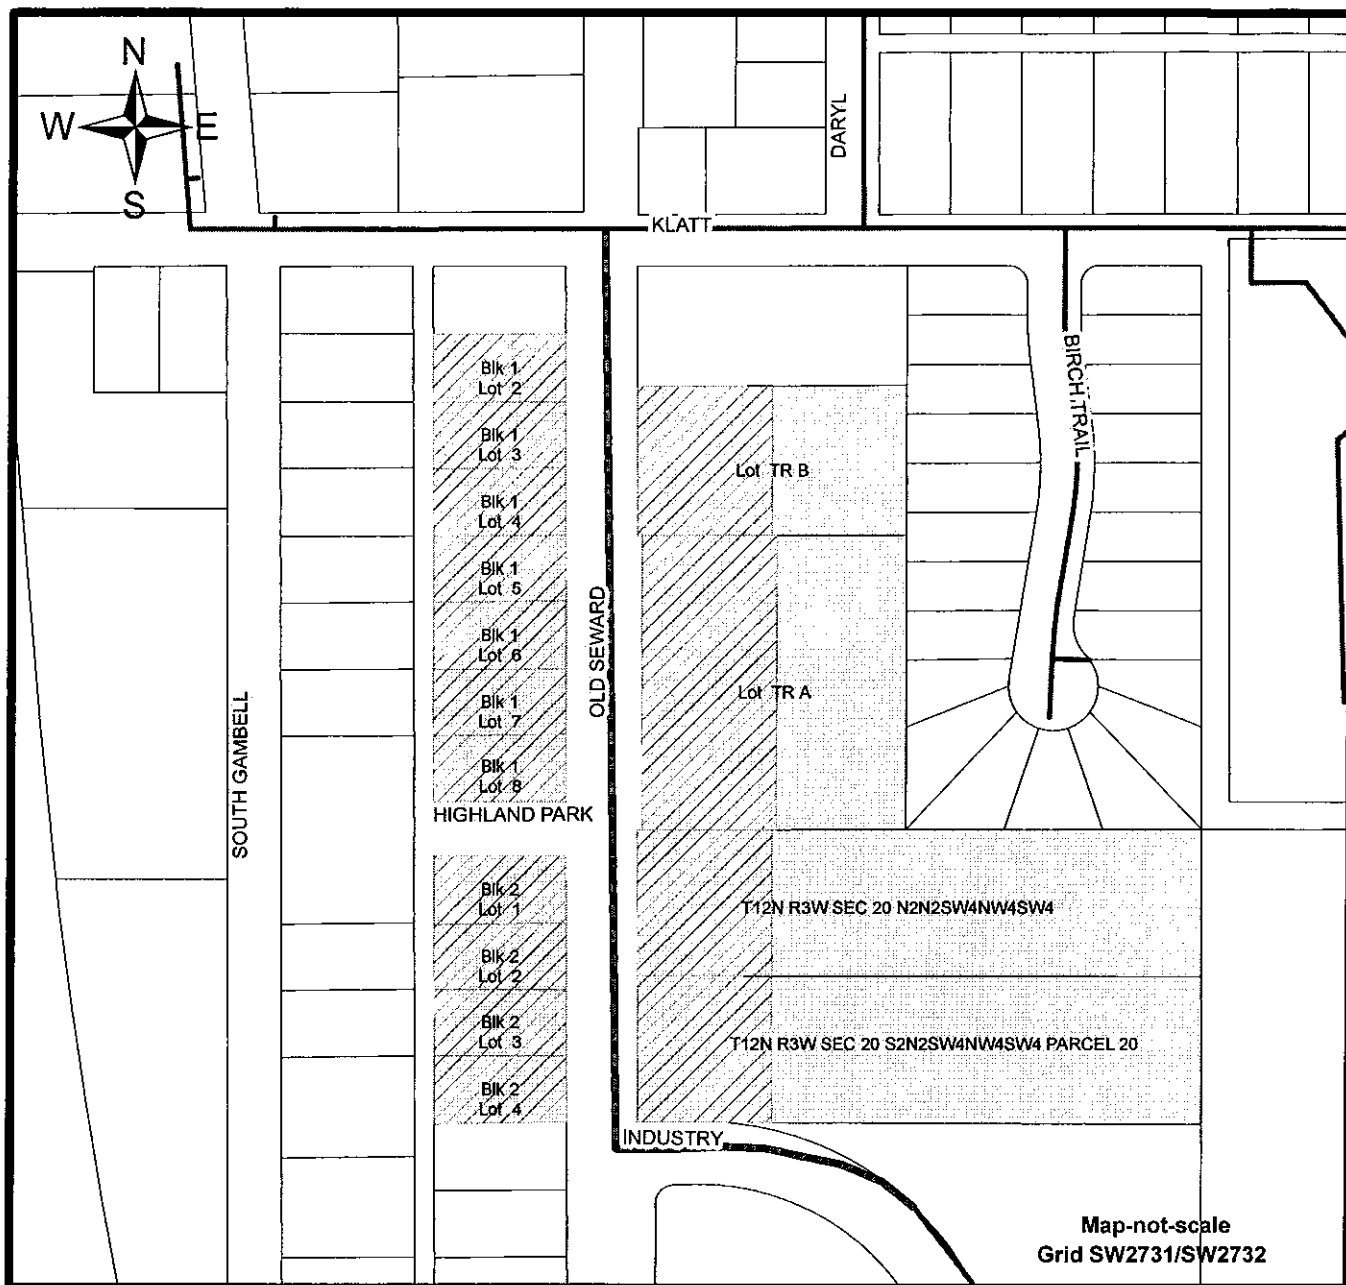 N
W E
S
DARYL
KLATT
BIRCH TRAIL
Blk 1
Lot 2
Blk 1
Lot 3
Blk 1
Lot 4
Blk 1
Lot 5
Blk 1
Lot 6
Blk 1
Lot 7
Blk 1
Lot 8
Lot TR B
Lot TR A
OLD SEWARD
SOUTH GAMBELL
HIGHLAND PARK
Blk 2
Lot 1
Blk 2
Lot 2
Blk 2
Lot 3
Blk 2
Lot 4
T12N R3W SEC 20 N2N2SW4NW4SW4
T12N R3W SEC 20 S2N2SW4NW4SW4 PARCEL 20
INDUSTRY
Map-not-scale
Grid SW2731/SW2732